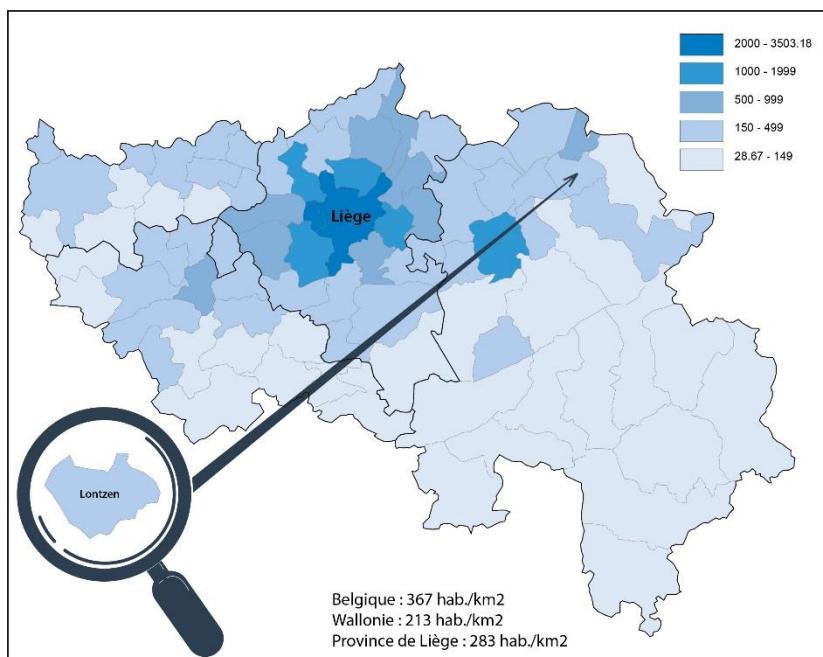 2000 - 3503.18
1000 - 1999
500 - 999
150 - 499
28.67 - 149
Liège
Lontzen
Belgique : 367 hab./km2
Wallonie : 213 hab./km2
Province de Liège : 283 hab./km2